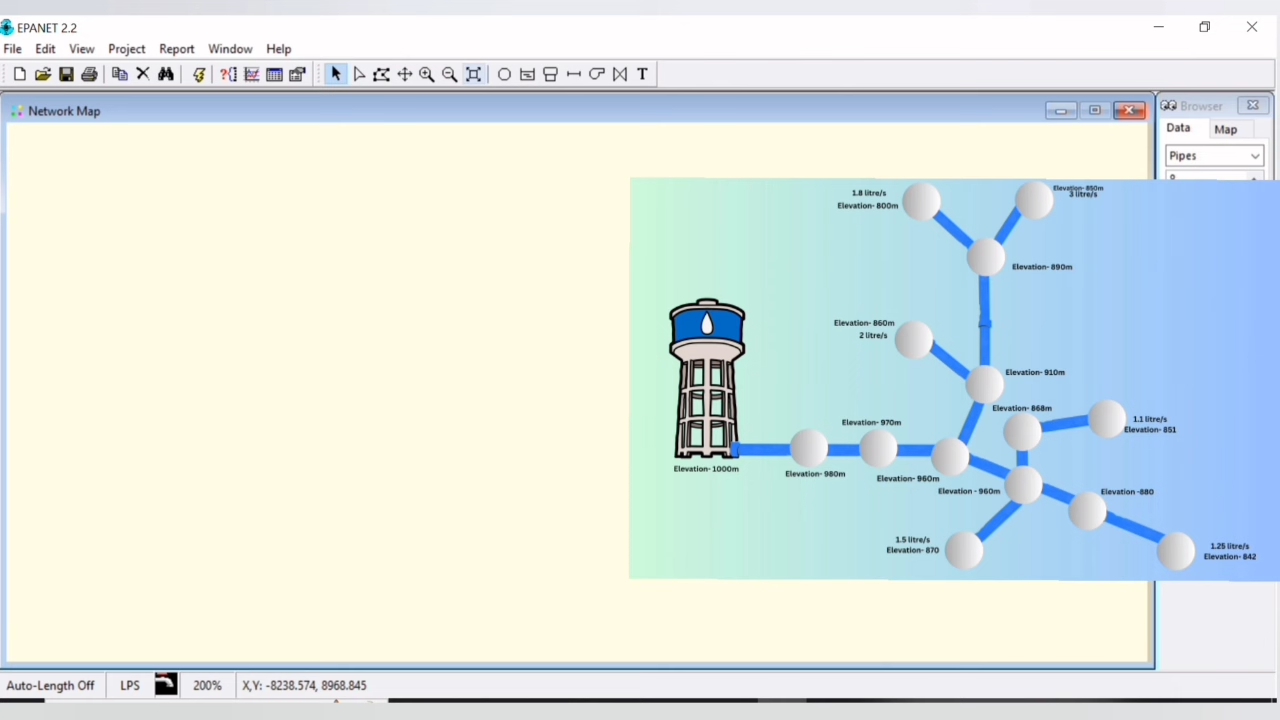 EPANET 2.2
File Edit View Project Report Window Help
T
Network Map
Browser
Data Map
Pipes
1.8 litre/s
Elevation- 800m
Elevation- 850m
3 litre/s
Elevation- 890m
Elevation- 860m
2 litre/s
Elevation- 910m
Elevation- 868m
1.1 litre/s
Elevation- 851
Elevation- 970m
Elevation- 1000m
Elevation- 980m
Elevation- 960m
Elevation - 960m
Elevation -880
1.5 litre/s
Elevation- 870
1.25 litre/s
Elevation- 842
Auto-Length Off LPS 200% X,Y: -8238.574, 8968.845